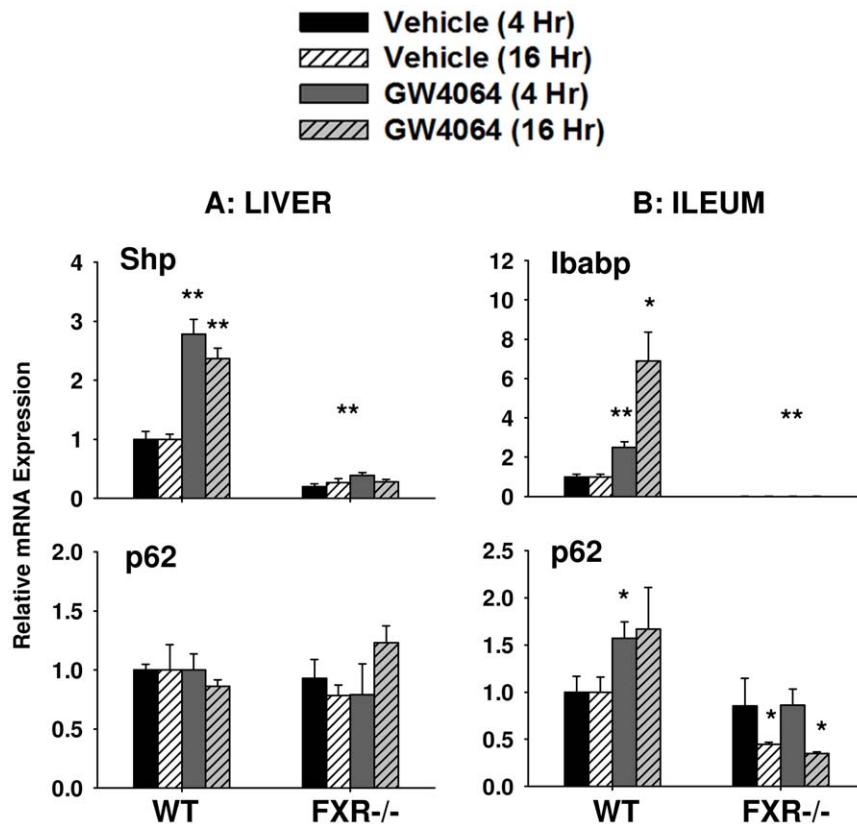 Vehicle (4 Hr)
Vehicle (16 Hr)
GW4064 (4 Hr)
GW4064 (16 Hr)
A: LIVER
B: ILEUM
Relative mRNA Expression
Shp
4
3
2
1
0
**
**
**
Ibabp
12
10
8
6
4
2
0
**
*
**
p62
2.0
1.5
1.0
0.5
0.0
WT
FXR-/-
p62
2.5
2.0
1.5
1.0
0.5
0.0
*
*
*
WT
FXR-/-